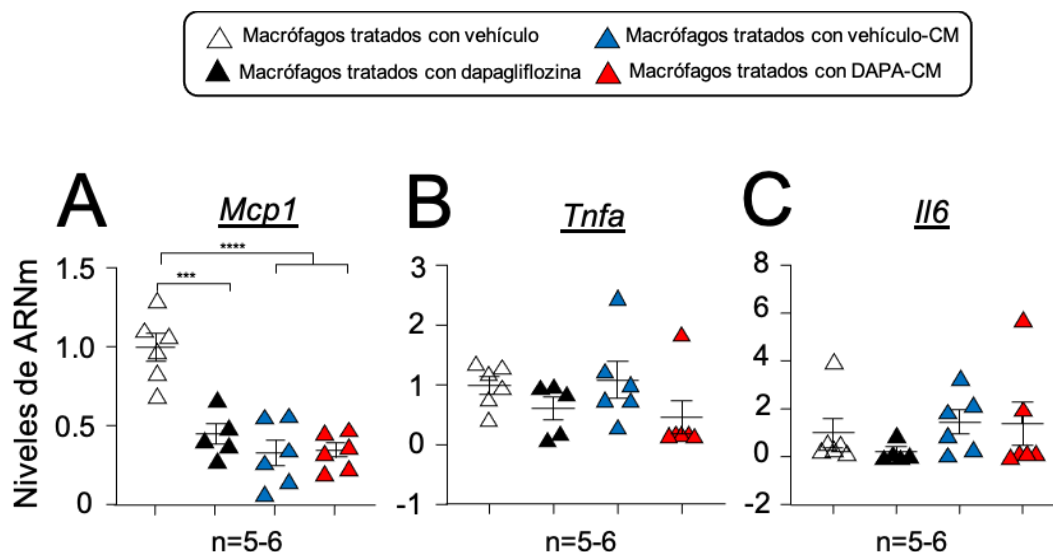 Macrófagos tratados con vehículo
Macrófagos tratados con vehículo-CM
Macrófagos tratados con dapagliflozina
Macrófagos tratados con DAPA-CM
A
Mcp1
B
Tnfa
C
Il6
Niveles de ARNm
****
***
1.5
1.0
0.5
0
3
2
1
0
-1
8
6
4
2
0
-2
n=5-6
n=5-6
n=5-6